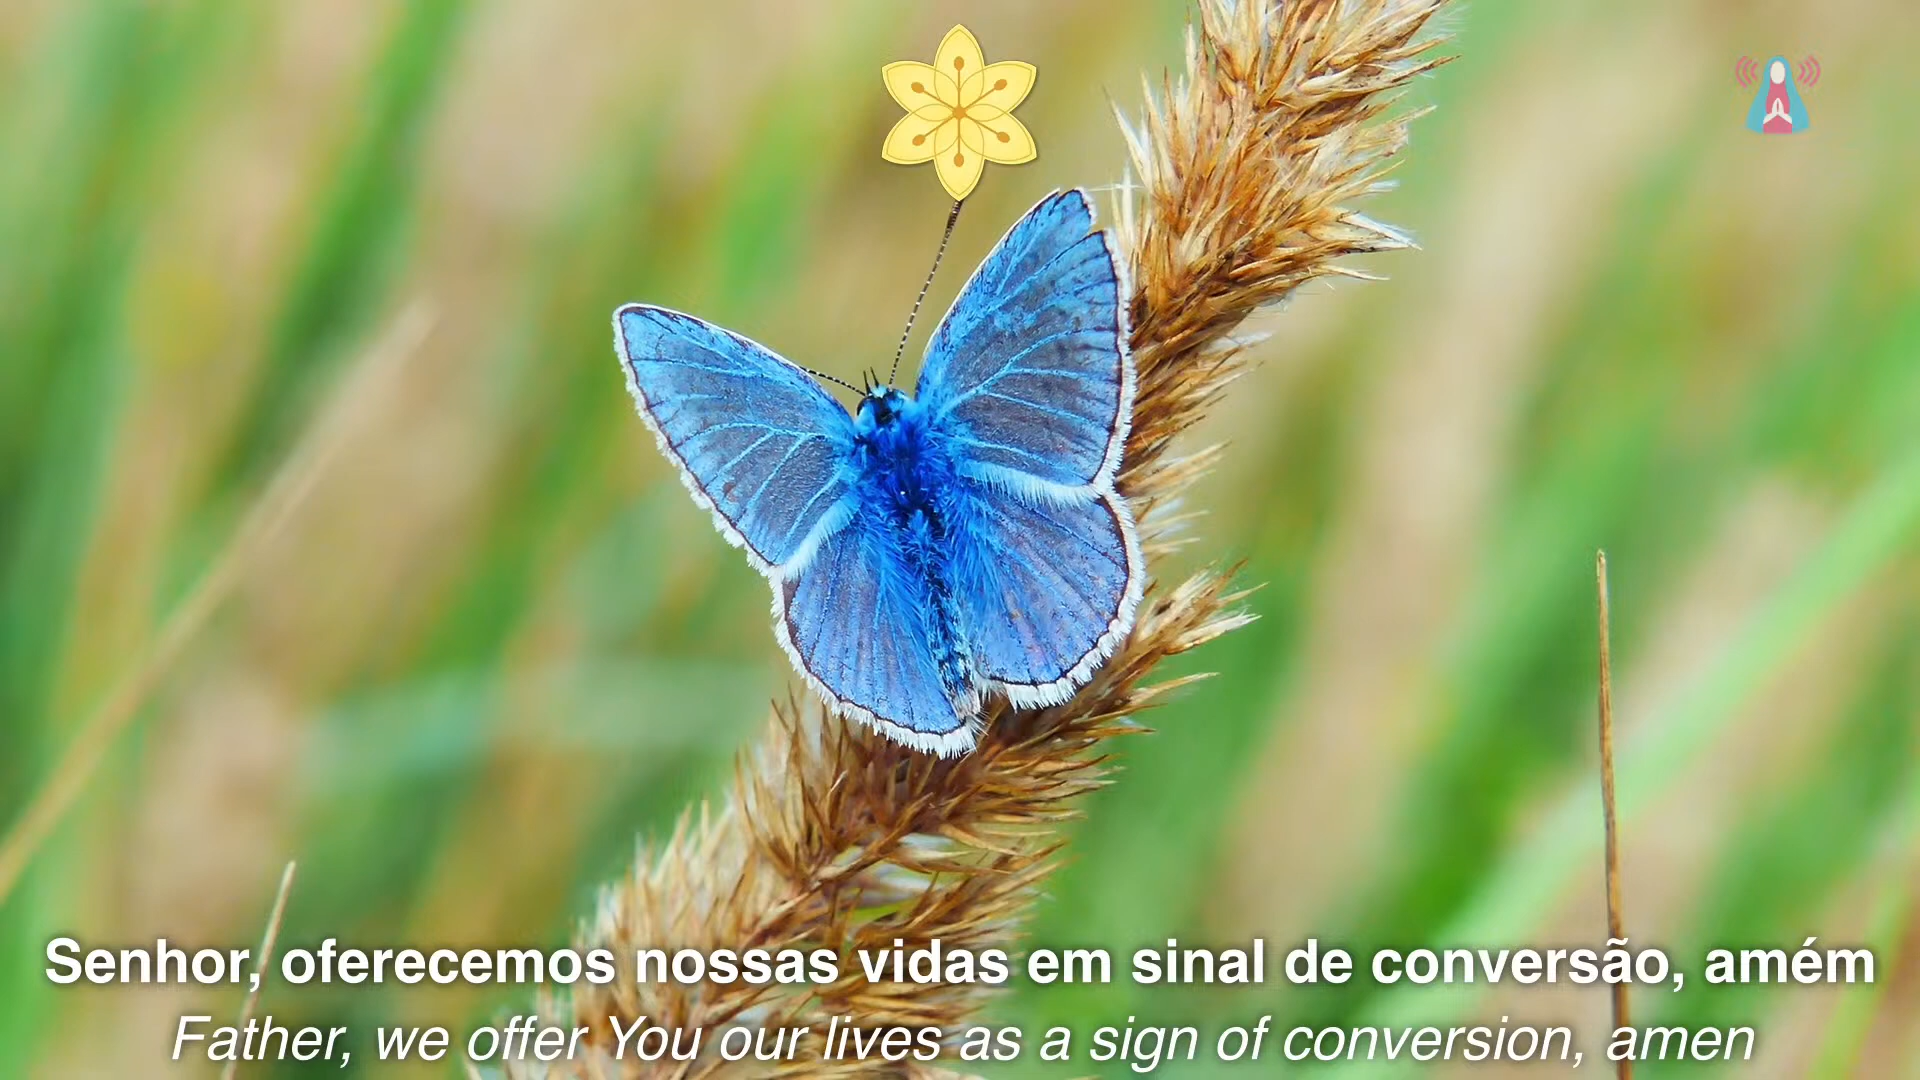 Senhor, oferecemos nossas vidas em sinal de conversão, amém
Father, we offer You our lives as a sign of conversion, amen